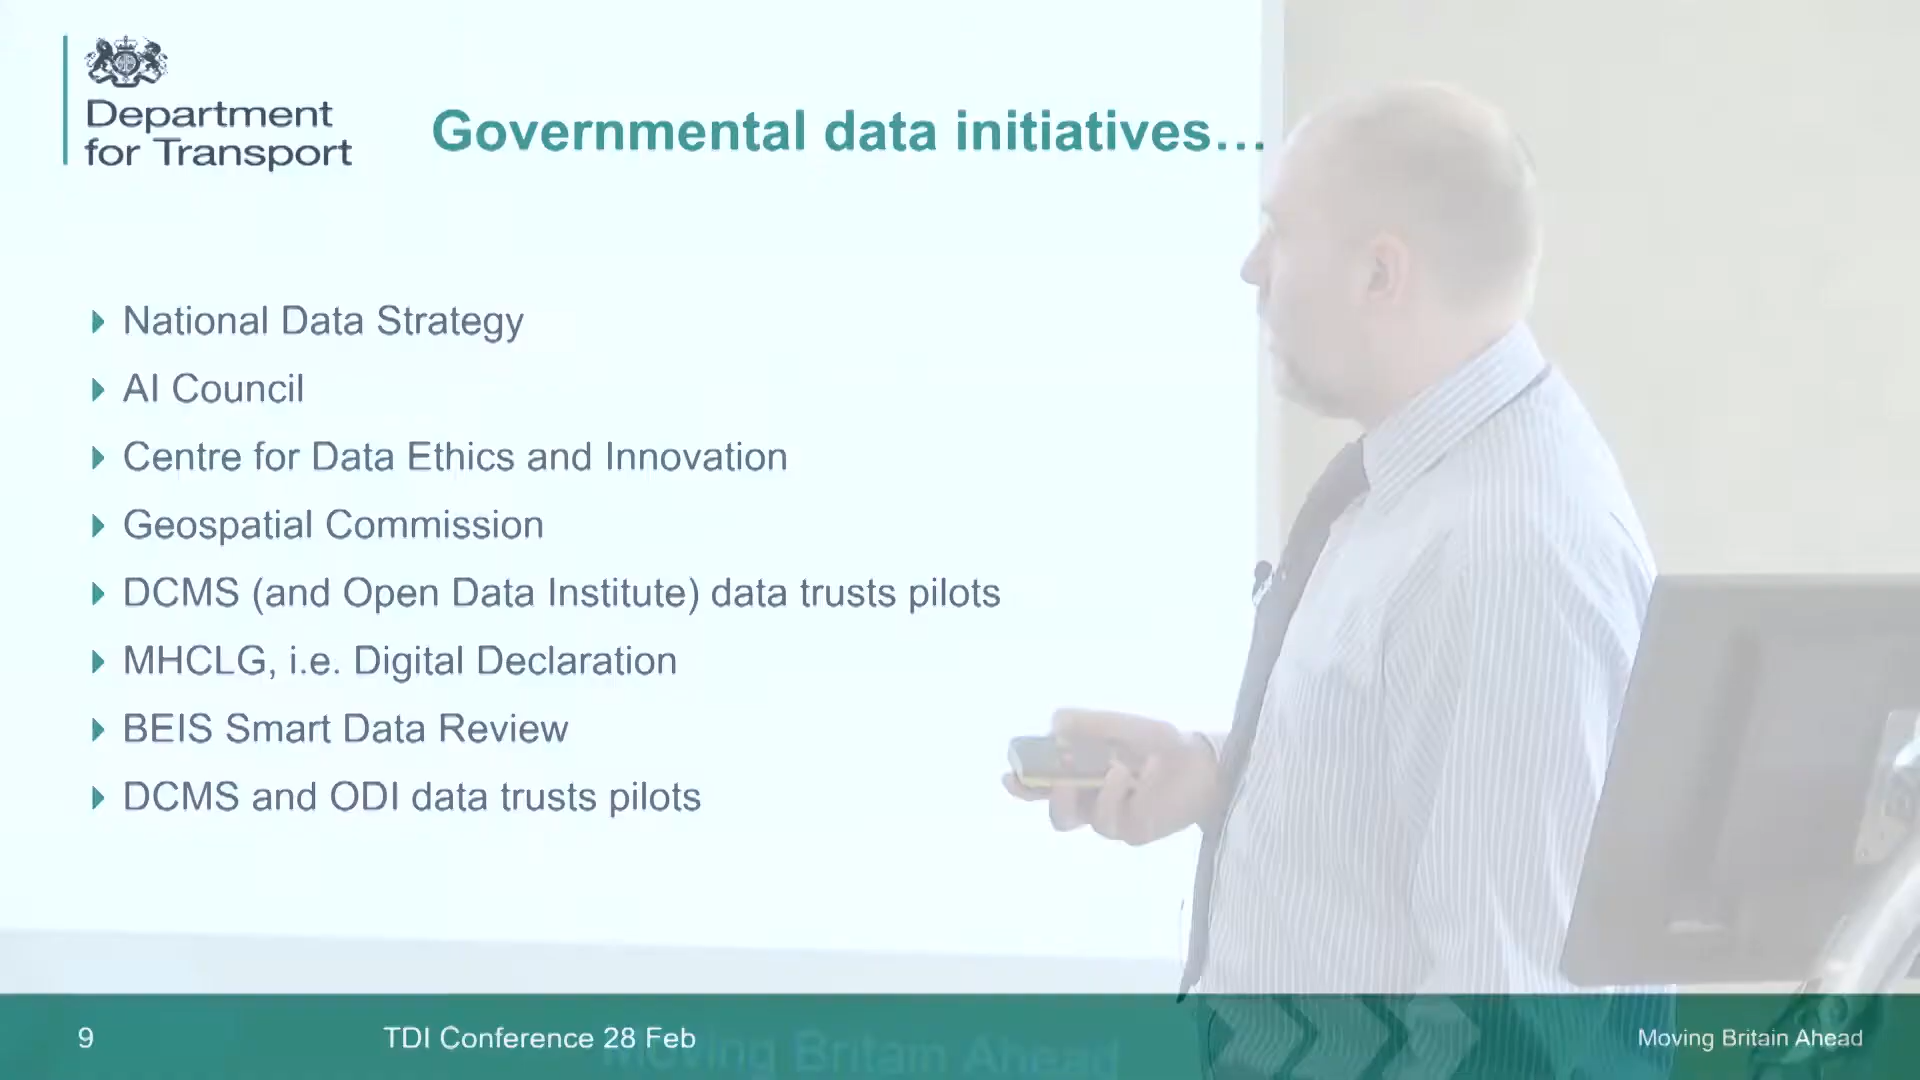 Department
for Transport
Governmental data initiatives...
National Data Strategy
AI Council
Centre for Data Ethics and Innovation
Geospatial Commission
DCMS (and Open Data Institute) data trusts pilots
MHCLG, i.e. Digital Declaration
BEIS Smart Data Review
DCMS and ODI data trusts pilots
9
TDI Conference 28 Feb
Moving Britain Ahead
Moving Britain Ahead